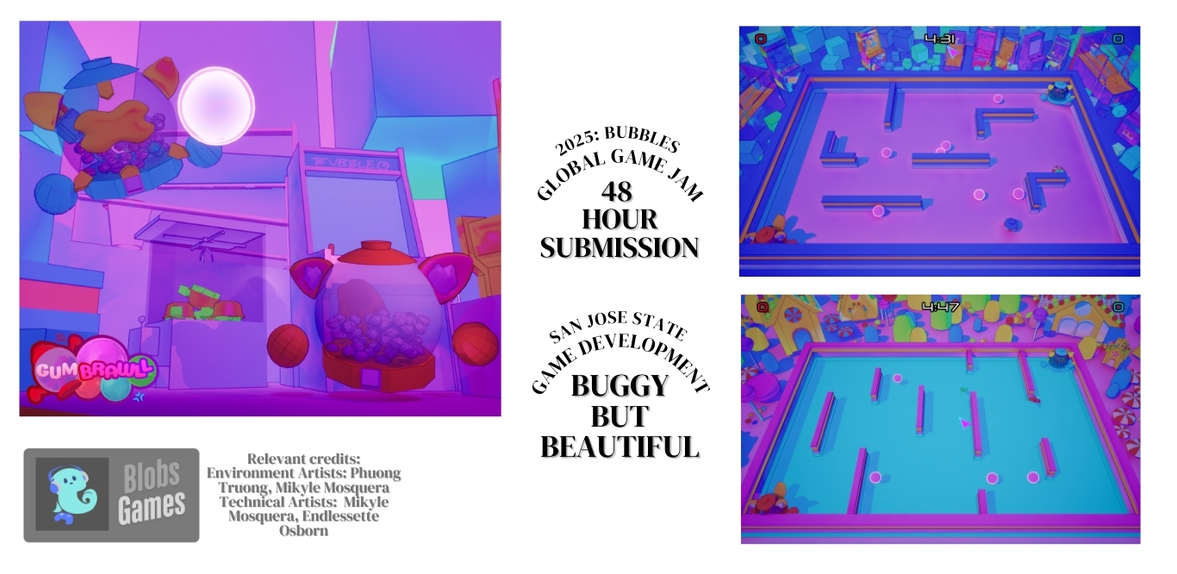 BUBBLE
GUM BRAWLL
Blobs
Games
Relevant credits:
Environment Artists: Phuong
Truong, Mikyle Mosquera
Technical Artists: Mikyle
Mosquera, Endlessette
Osborn
2025: BUBBLES
GLOBAL GAME JAM
48
HOUR
SUBMISSION
SAN JOSE STATE
GAME DEVELOPMENT
BUGGY
BUT
BEAUTIFUL
0 4:31 0
0 4:47 0